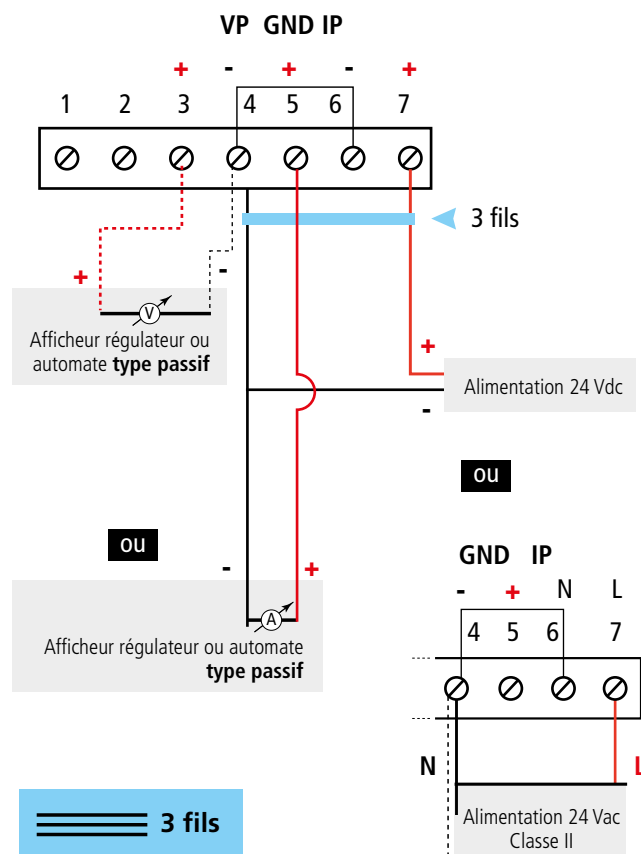 VP GND IP
+ - + - +
1 2 3 4 5 6 7
3 fils
+ -
V
Afficheur régulateur ou
automate type passif
+
Alimentation 24 Vdc
-
ou
ou
- +
A
Afficheur régulateur ou automate
type passif
GND IP
- + N L
4 5 6 7
N L
Alimentation 24 Vac
Classe II
3 fils